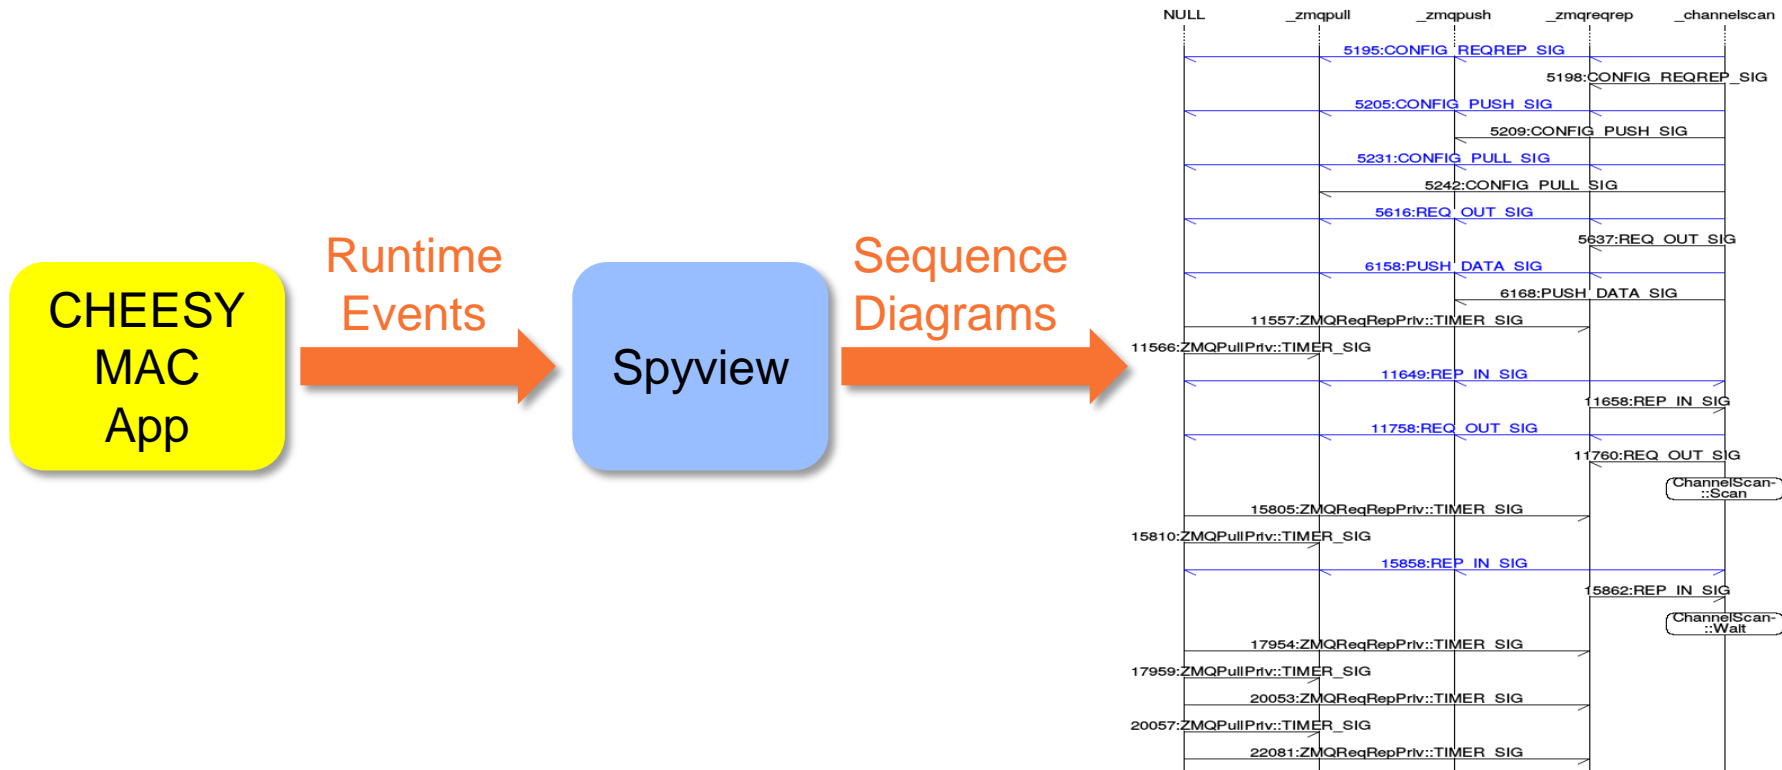 CHEESY
MAC
App
Runtime
Events
Spyview
Sequence
Diagrams
NULL _zmqpull _zmqpush _zmqreqrep _channelscan
5195:CONFIG_REQREP_SIG
5198:CONFIG_REQREP_SIG
5205:CONFIG_PUSH_SIG
5209:CONFIG_PUSH_SIG
5231:CONFIG_PULL_SIG
5242:CONFIG_PULL_SIG
5616:REQ_OUT_SIG
5637:REQ_OUT_SIG
6158:PUSH_DATA_SIG
6168:PUSH_DATA_SIG
11557:ZMQReqRepPriv::TIMER_SIG
11566:ZMQPullPriv::TIMER_SIG
11649:REP_IN_SIG
11658:REP_IN_SIG
11758:REQ_OUT_SIG
11760:REQ_OUT_SIG
ChannelScan-
::Scan
15805:ZMQReqRepPriv::TIMER_SIG
15810:ZMQPullPriv::TIMER_SIG
15858:REP_IN_SIG
15862:REP_IN_SIG
ChannelScan-
::Wait
17954:ZMQReqRepPriv::TIMER_SIG
17959:ZMQPullPriv::TIMER_SIG
20053:ZMQReqRepPriv::TIMER_SIG
20057:ZMQPullPriv::TIMER_SIG
22081:ZMQReqRepPriv::TIMER_SIG